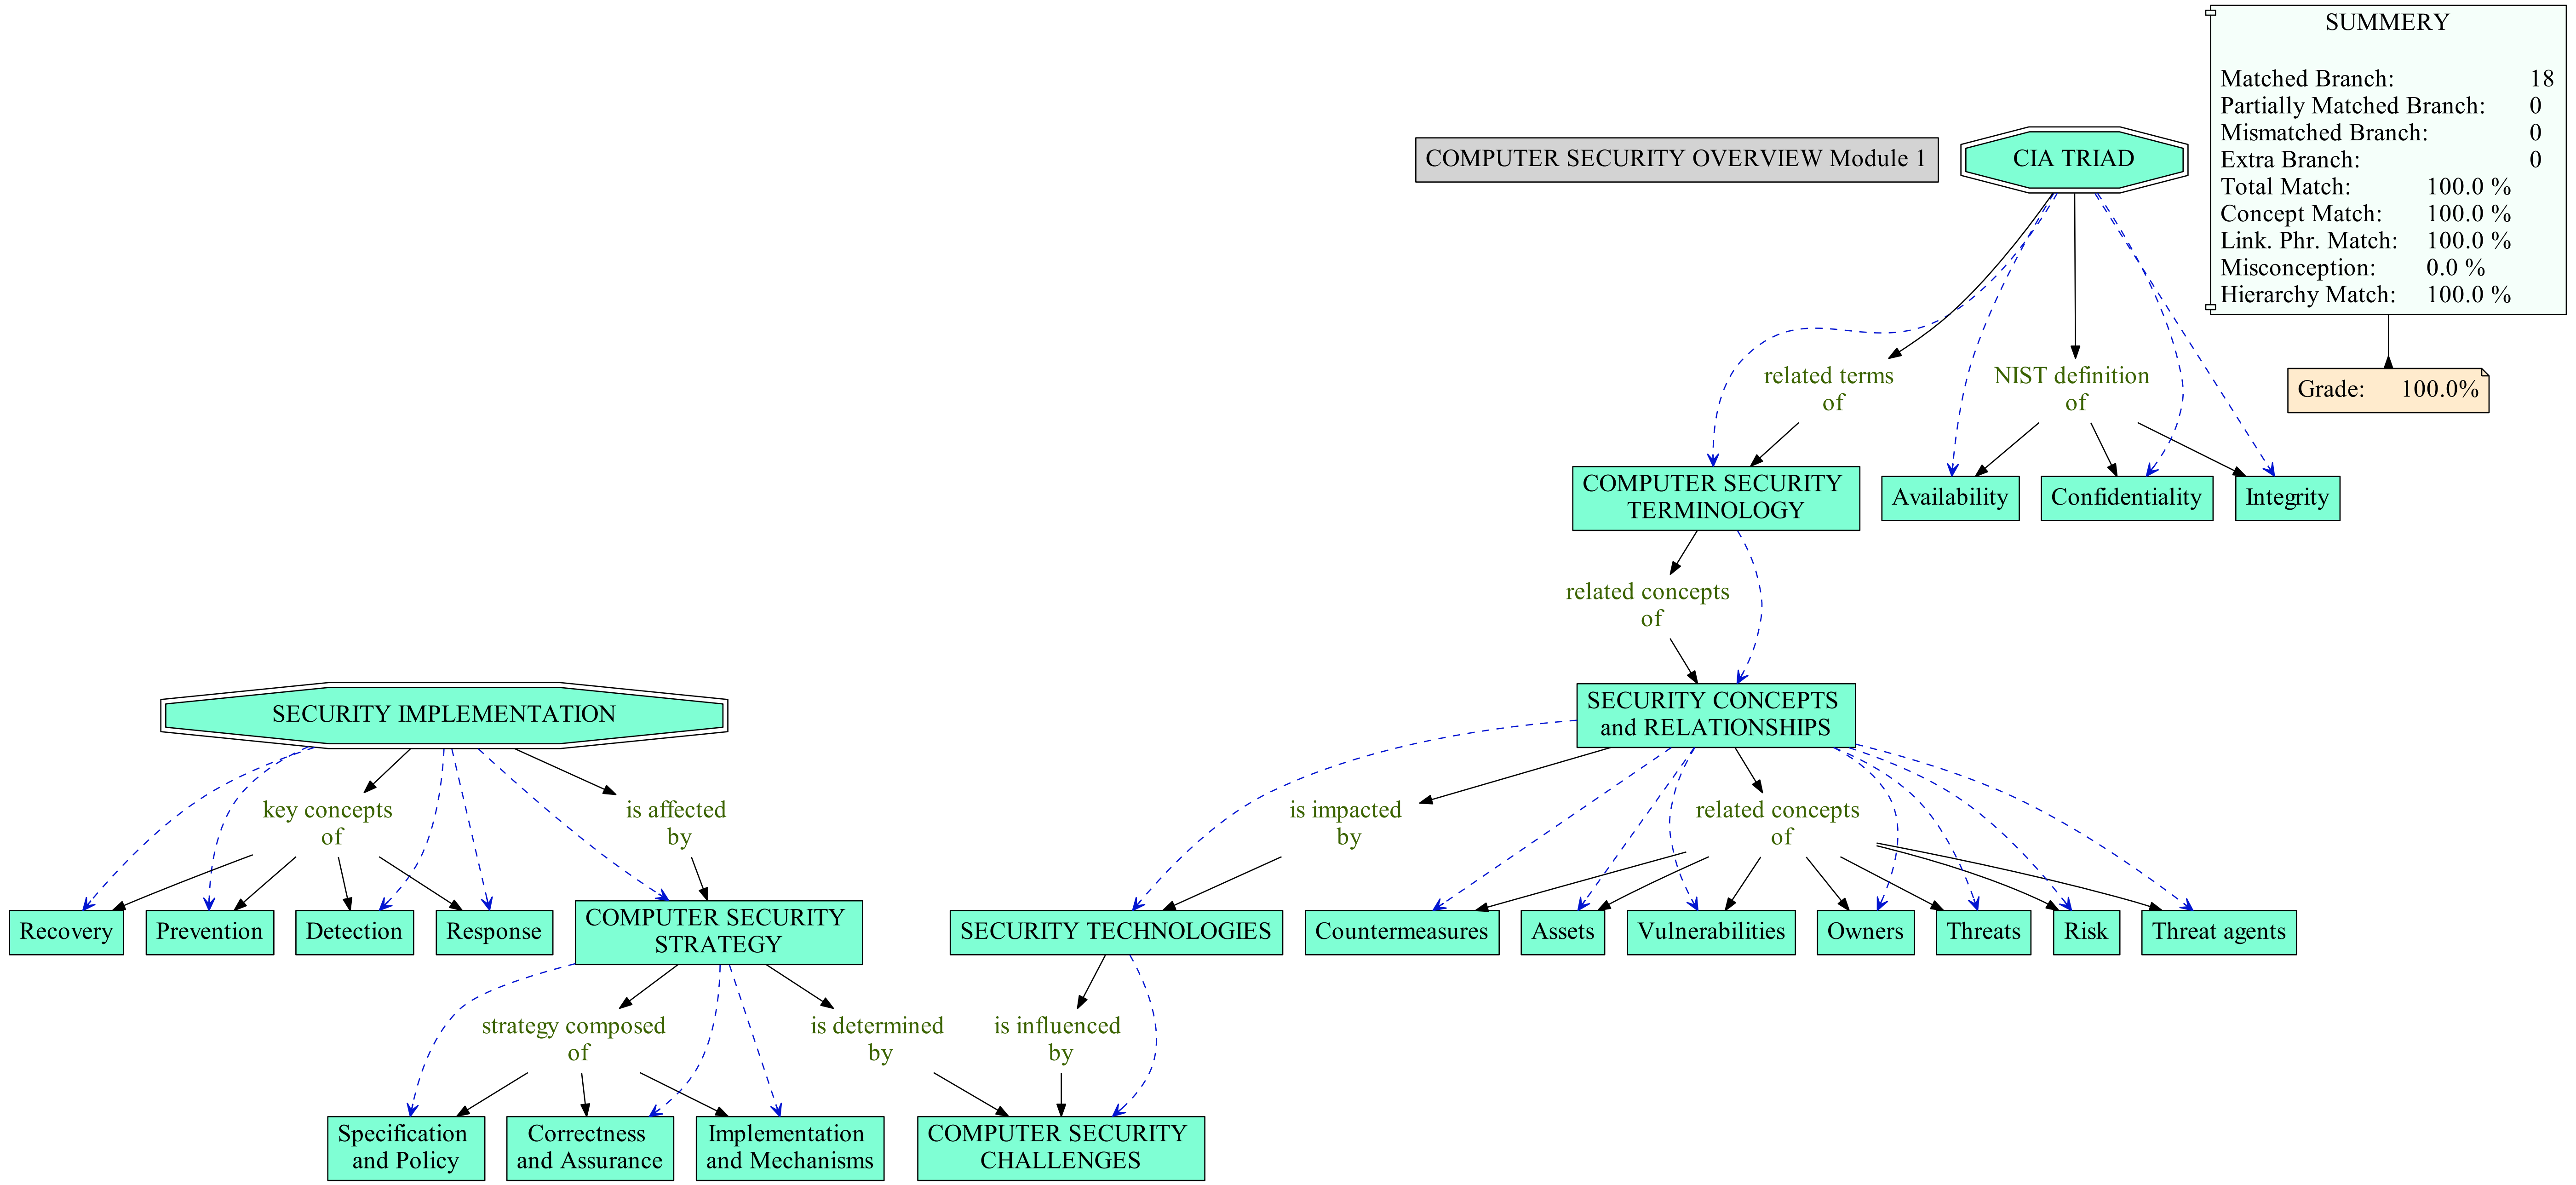 SUMMERY
Matched Branch: 18
Partially Matched Branch: 0
Mismatched Branch: 0
Extra Branch: 0
Total Match: 100.0 %
Concept Match: 100.0 %
Link. Phr. Match: 100.0 %
Misconception: 0.0 %
Hierarchy Match: 100.0 %
Grade: 100.0%
COMPUTER SECURITY OVERVIEW Module 1
CIA TRIAD
related terms
of
NIST definition
of
COMPUTER SECURITY
TERMINOLOGY
Availability
Confidentiality
Integrity
related concepts
of
SECURITY CONCEPTS
and RELATIONSHIPS
SECURITY IMPLEMENTATION
key concepts
of
is affected
by
is impacted
by
related concepts
of
Recovery
Prevention
Detection
Response
COMPUTER SECURITY
STRATEGY
SECURITY TECHNOLOGIES
Countermeasures
Assets
Vulnerabilities
Owners
Threats
Risk
Threat agents
strategy composed
of
is determined
by
is influenced
by
Specification
and Policy
Correctness
and Assurance
Implementation
and Mechanisms
COMPUTER SECURITY
CHALLENGES